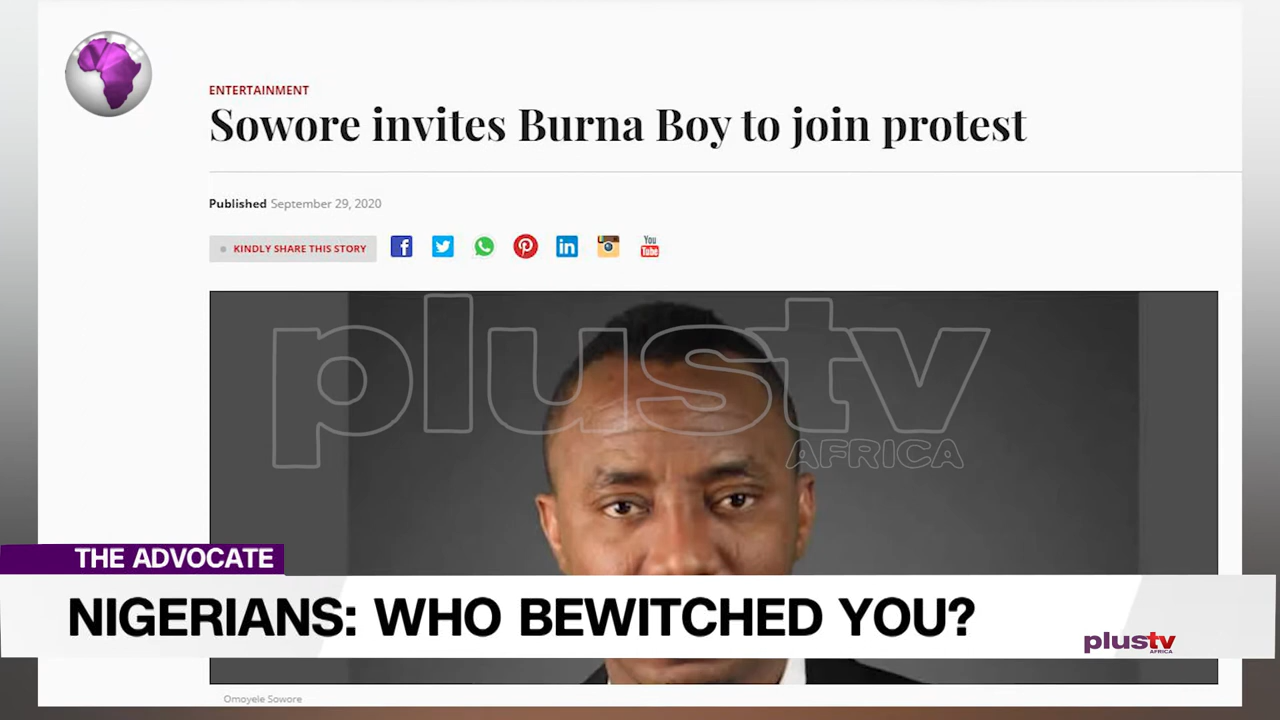 ENTERTAINMENT
Sowore invites Burna Boy to join protest
Published September 29, 2020
KINDLY SHARE THIS STORY
You
Tube
plustv
AFRICA
THE ADVOCATE
NIGERIANS: WHO BEWITCHED YOU?
plustv
AFRICA
Omoyele Sowore